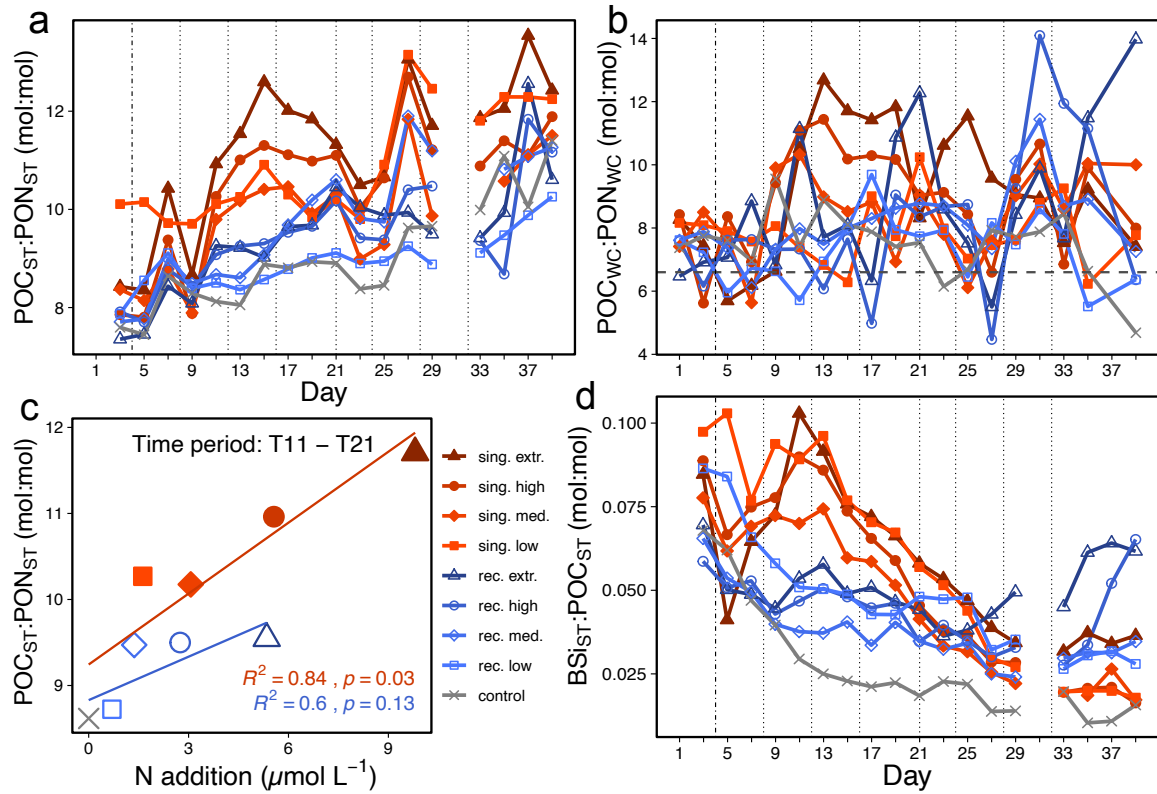 a
POC_ST:PON_ST (mol:mol)
12
10
8
1 5 9 13 17 21 25 29 33 37
Day
b
POC_WC:PON_WC (mol:mol)
14
12
10
8
6
4
1 5 9 13 17 21 25 29 33 37
c
Time period: T11 − T21
POC_ST:PON_ST (mol:mol)
12
11
10
9
R² = 0.84 , p = 0.03
R² = 0.6 , p = 0.13
0 3 6 9
N addition (μmol L⁻¹)
sing. extr.
sing. high
sing. med.
sing. low
rec. extr.
rec. high
rec. med.
rec. low
control
d
BSi_ST:POC_ST (mol:mol)
0.100
0.075
0.050
0.025
1 5 9 13 17 21 25 29 33 37
Day